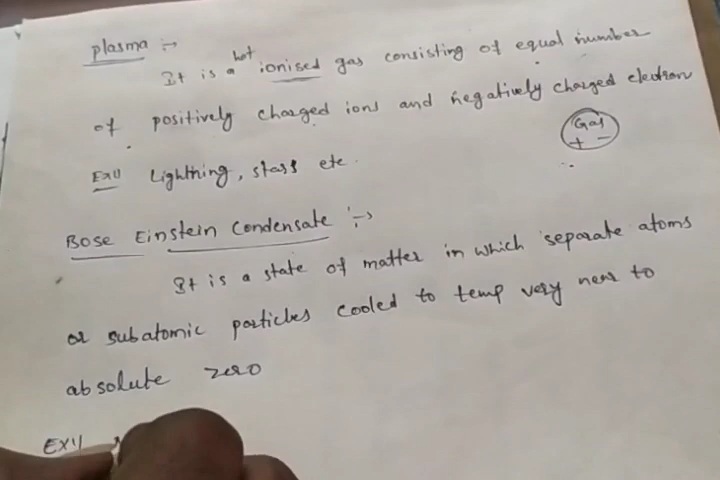 plasma :->
It is a hot ionised gas consisting of equal number
of positively charged ions and negatively charged electron
Gas
+ -
Ex:11 Lightning, stars etc.
Bose Einstein Condensate :->
It is a state of matter in which separate atoms
or subatomic particles cooled to temp very near to
absolute zero
Ex:11